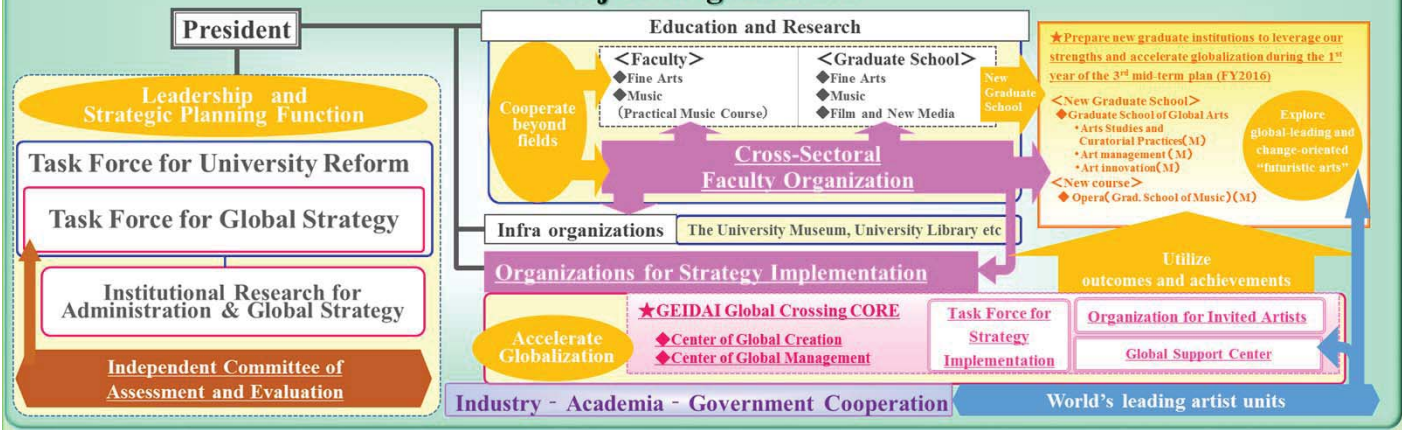 President
Leadership and
Strategic Planning Function
Task Force for University Reform
Task Force for Global Strategy
Institutional Research for
Administration & Global Strategy
Independent Committee of
Assessment and Evaluation
Education and Research
Cooperate
beyond
fields
＜Faculty＞
◆Fine Arts
◆Music
（Practical Music Course）
＜Graduate School＞
◆Fine Arts
◆Music
◆Film and New Media
New
Graduate
School
Cross-Sectoral
Faculty Organization
Infra organizations
The University Museum, University Library etc
Organizations for Strategy Implementation
Accelerate
Globalization
★GEIDAI Global Crossing CORE
◆Center of Global Creation
◆Center of Global Management
Task Force for
Strategy
Implementation
Organization for Invited Artists
Global Support Center
Utilize
outcomes and achievements
★Prepare new graduate institutions to leverage our
strengths and accelerate globalization during the 1st
year of the 3rd mid-term plan (FY2016)
＜New Graduate School＞
◆Graduate School of Global Arts
・Arts Studies and
Curatorial Practices(M)
・Art management(M)
・Art innovation(M)
＜New course＞
◆Opera(Grad. School of Music)(M)
Explore
global-leading and
change-oriented
“futuristic arts”
Industry‐Academia‐Government Cooperation
World's leading artist units